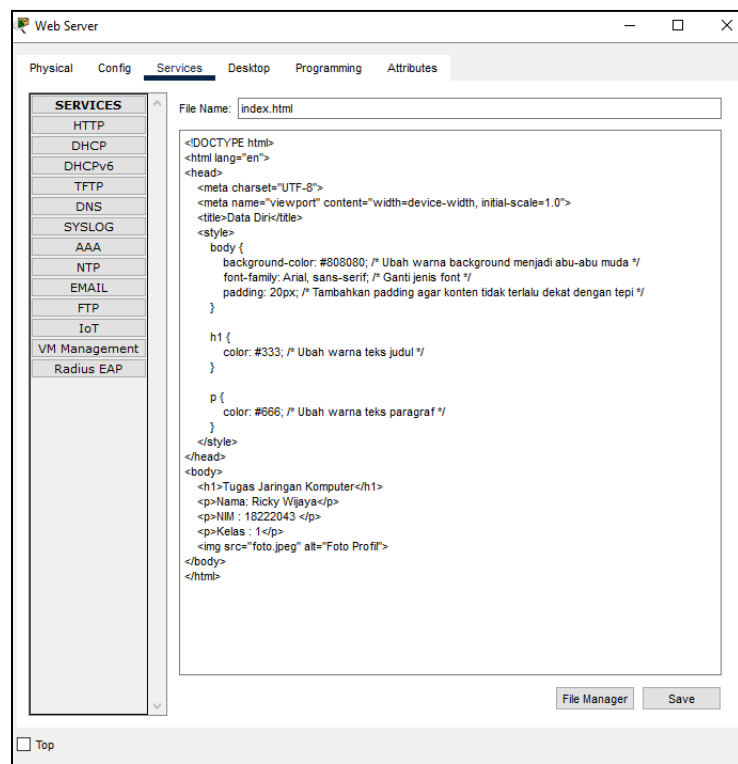 Web Server
Physical Config Services Desktop Programming Attributes
SERVICES
HTTP
DHCP
DHCPv6
TFTP
DNS
SYSLOG
AAA
NTP
EMAIL
FTP
IoT
VM Management
Radius EAP
File Name: index.html
<!DOCTYPE html>
<html lang="en">
<head>
<meta charset="UTF-8">
<meta name="viewport" content="width=device-width, initial-scale=1.0">
<title>Data Diri</title>
<style>
body {
background-color: #808080; /* Ubah warna background menjadi abu-abu muda */
font-family: Arial, sans-serif; /* Ganti jenis font */
padding: 20px; /* Tambahkan padding agar konten tidak terlalu dekat dengan tepi */
}
h1 {
color: #333; /* Ubah warna teks judul */
}
p {
color: #666; /* Ubah warna teks paragraf */
}
</style>
</head>
<body>
<h1>Tugas Jaringan Komputer</h1>
<p>Nama: Ricky Wijaya</p>
<p>NIM : 18222043 </p>
<p>Kelas : 1</p>
<img src="foto.jpeg" alt="Foto Profil">
</body>
</html>
File Manager Save
Top